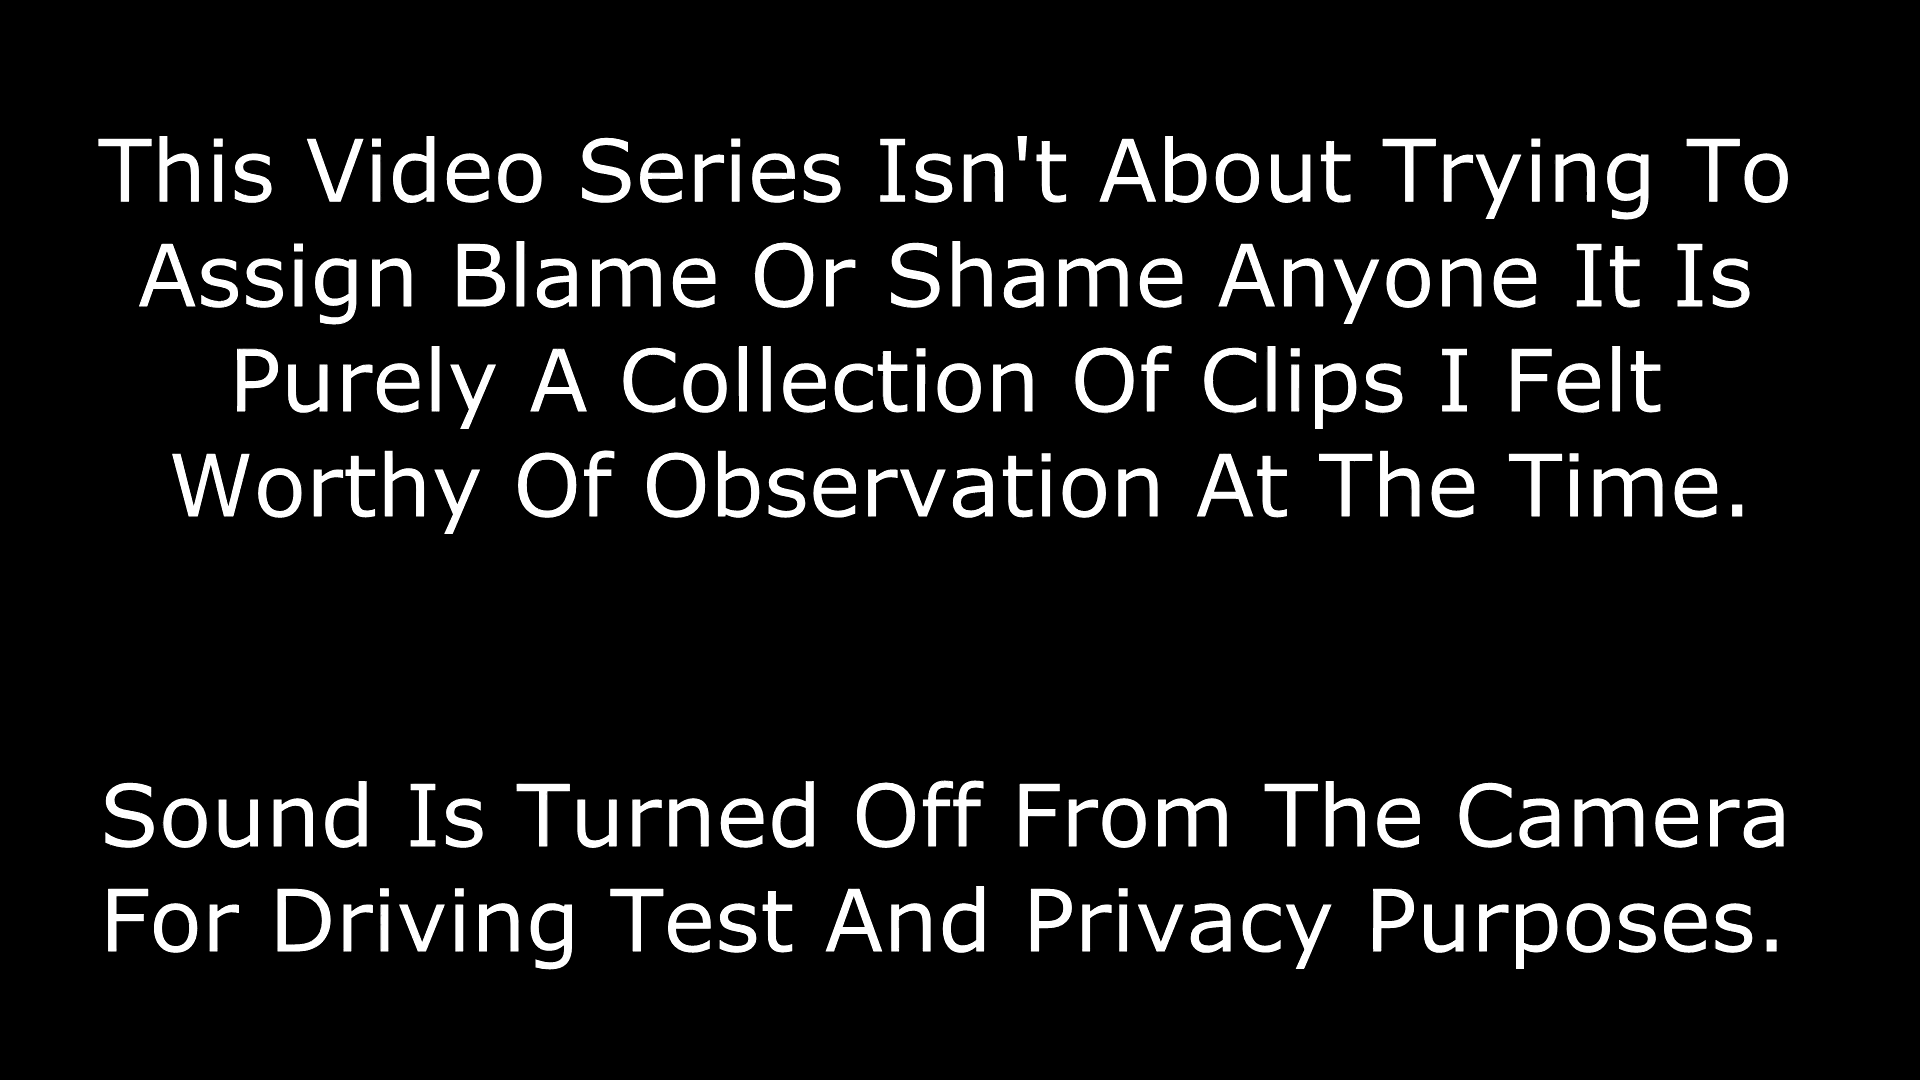 This Video Series Isn't About Trying To
Assign Blame Or Shame Anyone It Is
Purely A Collection Of Clips I Felt
Worthy Of Observation At The Time.
Sound Is Turned Off From The Camera
For Driving Test And Privacy Purposes.